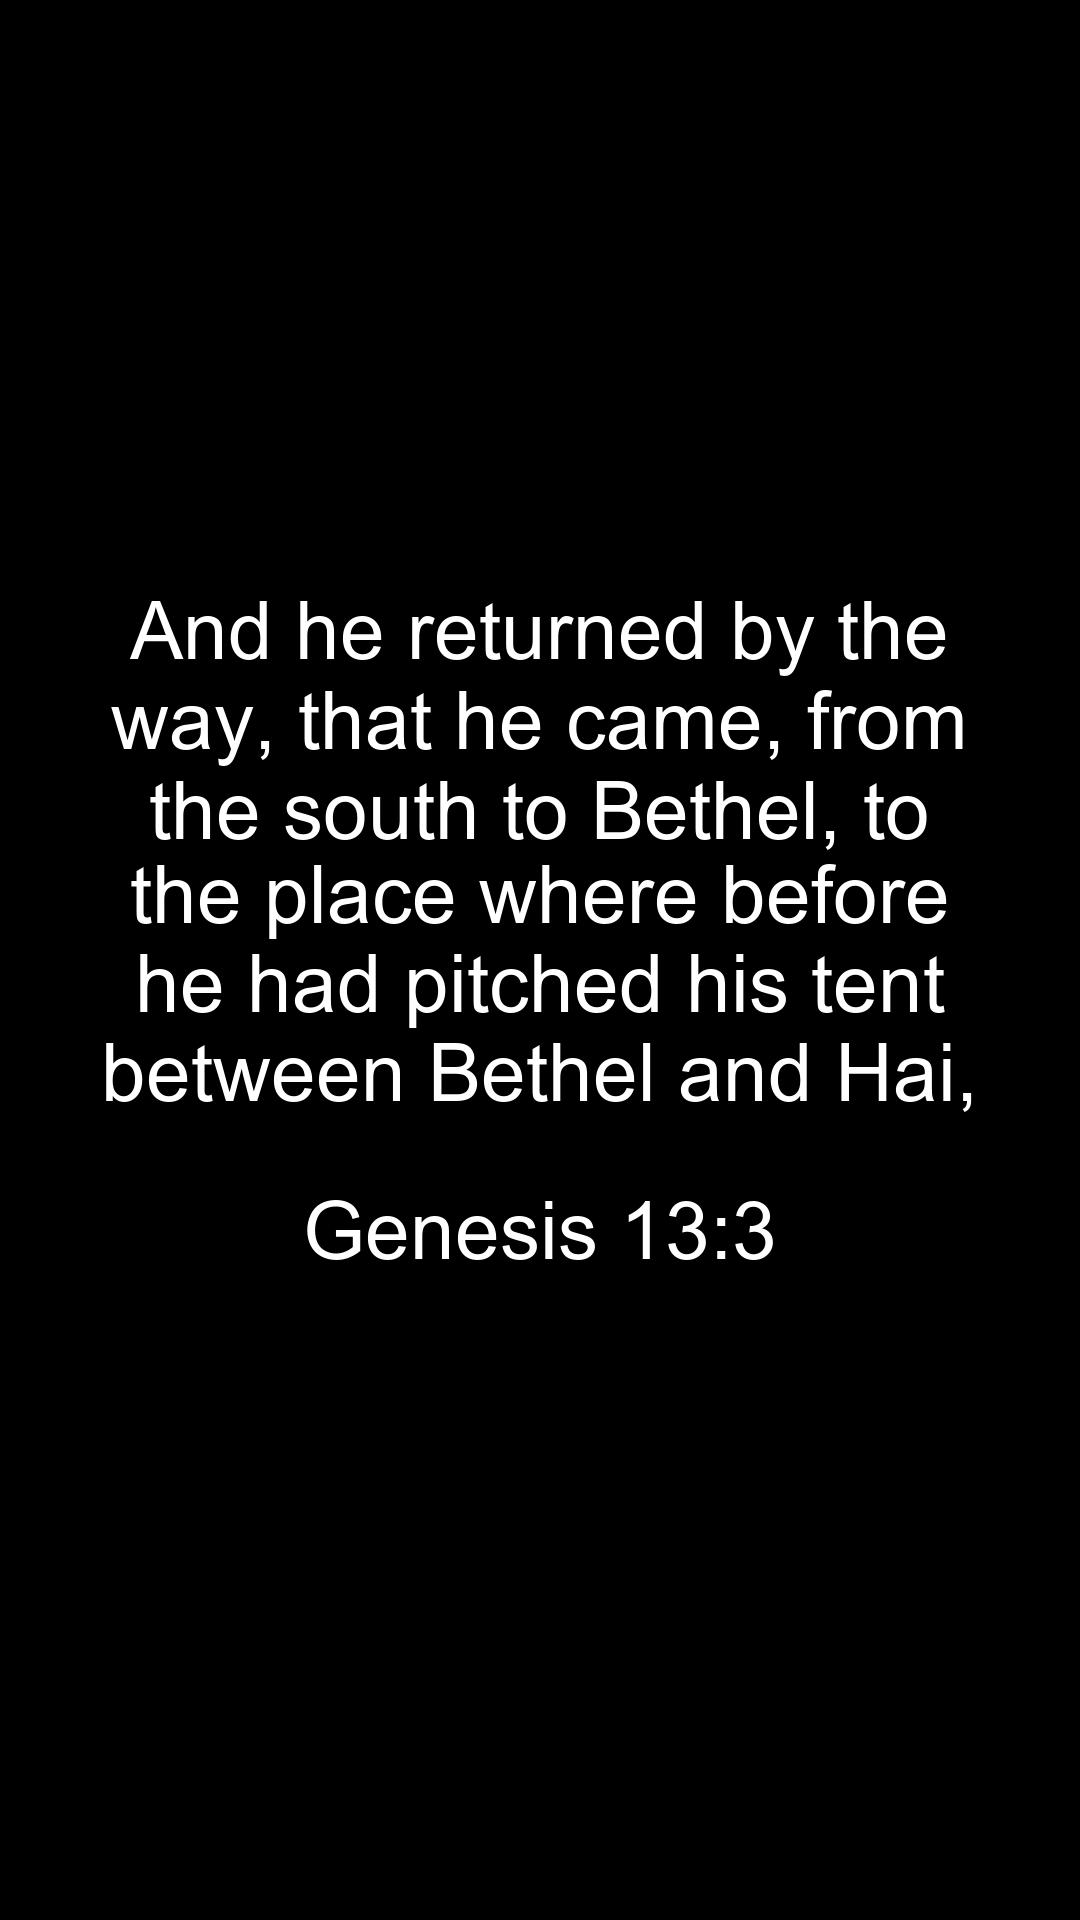 And he returned by the
way, that he came, from
the south to Bethel, to
the place where before
he had pitched his tent
between Bethel and Hai,
Genesis 13:3